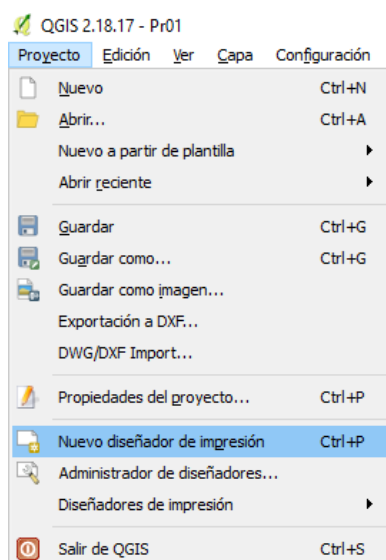 QGIS 2.18.17 - Pr01
Proyecto Edición Ver Capa Configuración
Nuevo Ctrl+N
Abrir... Ctrl+A
Nuevo a partir de plantilla
Abrir reciente
Guardar Ctrl+G
Guardar como... Ctrl+G
Guardar como imagen...
Exportación a DXF...
DWG/DXF Import...
Propiedades del proyecto... Ctrl+P
Nuevo diseñador de impresión Ctrl+P
Administrador de diseñadores...
Diseñadores de impresión
Salir de QGIS Ctrl+S